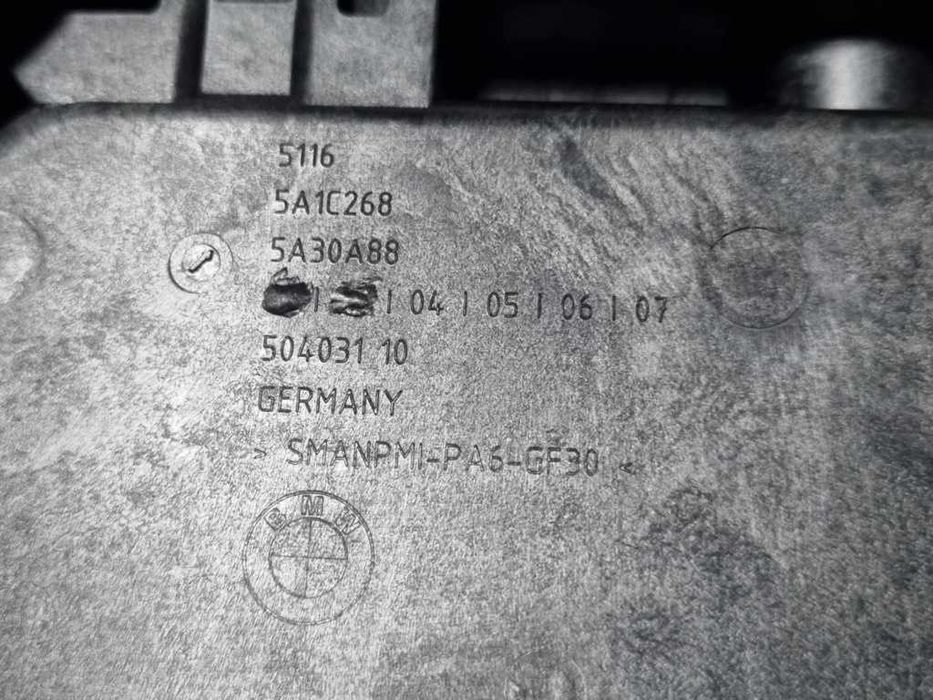 5116
5A1C268
5A30A88
| | 04 | 05 | 06 | 07
504031 10
GERMANY
> SMANPMI-PA6-GF30 <
BMW